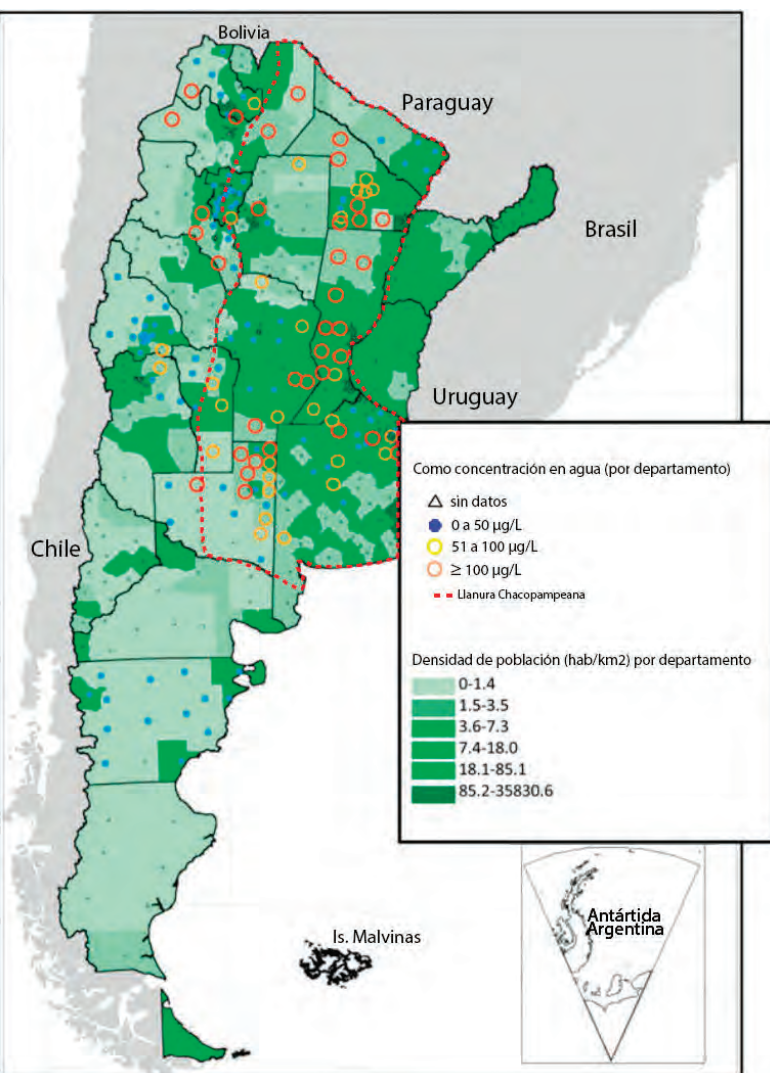 Bolivia
Paraguay
Brasil
Uruguay
Chile
Como concentración en agua (por departamento)
sin datos
0 a 50 µg/L
51 a 100 µg/L
≥ 100 µg/L
Llanura Chacopampeana
Densidad de población (hab/km2) por departamento
0-1.4
1.5-3.5
3.6-7.3
7.4-18.0
18.1-85.1
85.2-35830.6
Is. Malvinas
Antártida
Argentina